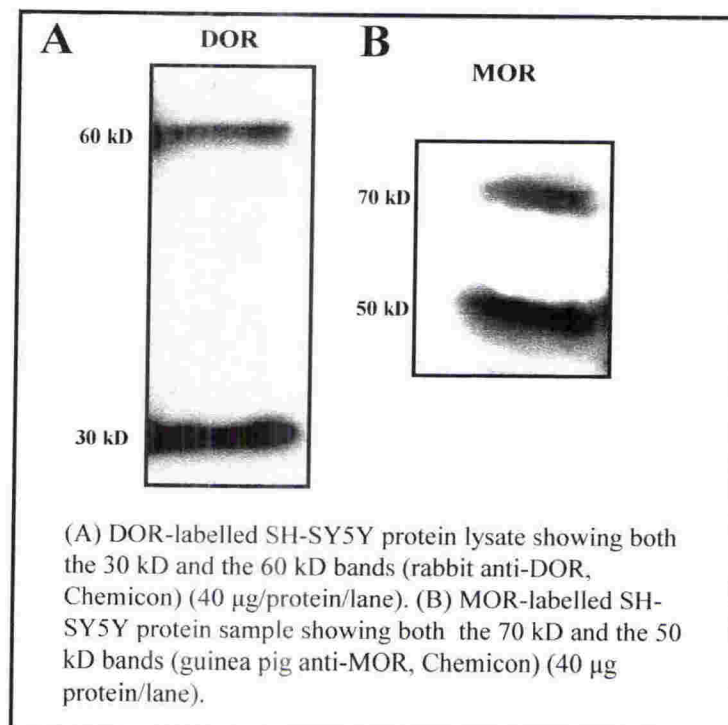 A
DOR
60 kD
30 kD
B
MOR
70 kD
50 kD
(A) DOR-labelled SH-SY5Y protein lysate showing both
the 30 kD and the 60 kD bands (rabbit anti-DOR,
Chemicon) (40 μg/protein/lane). (B) MOR-labelled SH-
SY5Y protein sample showing both the 70 kD and the 50
kD bands (guinea pig anti-MOR, Chemicon) (40 μg
protein/lane).